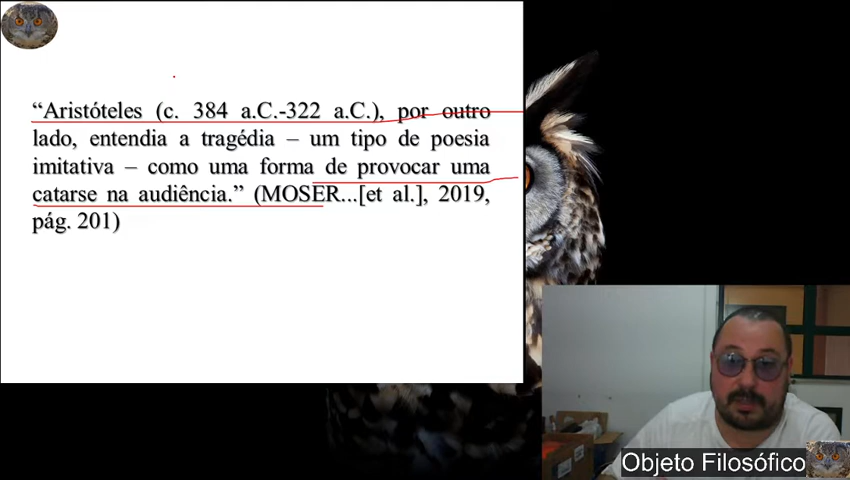 “Aristóteles (c. 384 a.C.-322 a.C.), por outro
lado, entendia a tragédia – um tipo de poesia
imitativa – como uma forma de provocar uma
catarse na audiência.” (MOSER...[et al.], 2019,
pág. 201)
Objeto Filosófico